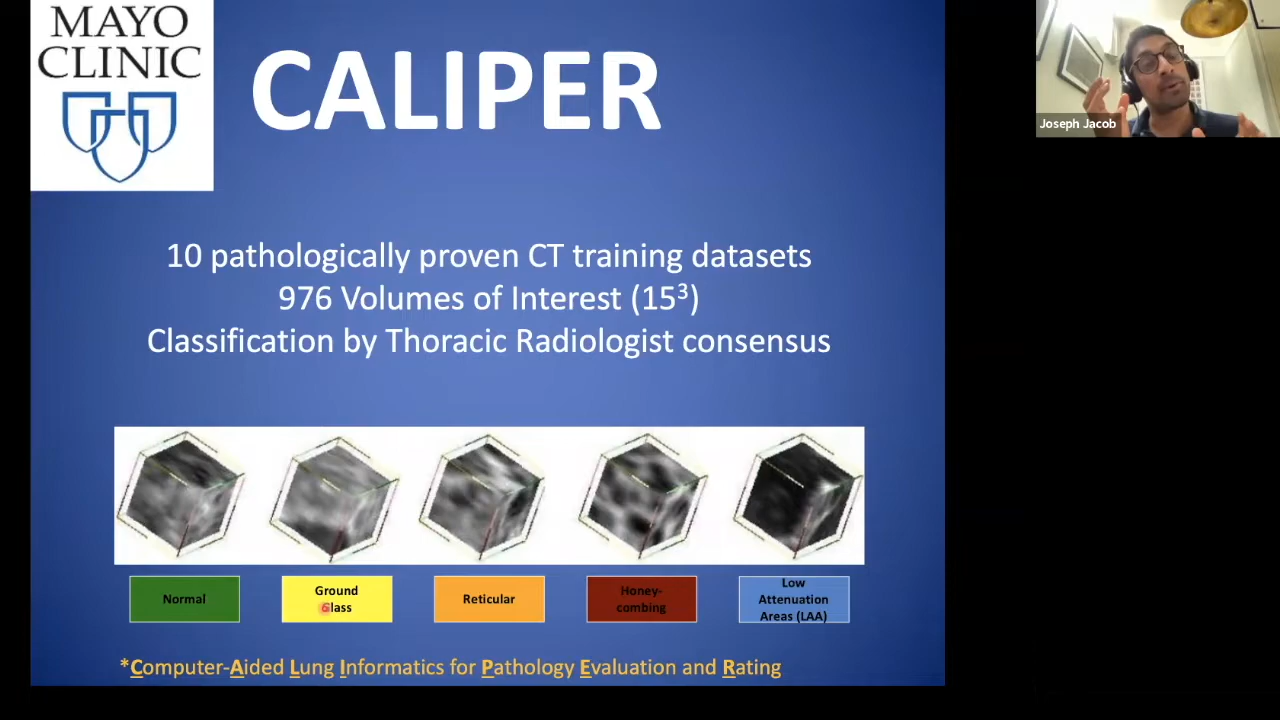 MAYO
CLINIC
CALIPER
Joseph Jacob
10 pathologically proven CT training datasets
976 Volumes of Interest (15³)
Classification by Thoracic Radiologist consensus
Normal
Ground
Glass
Reticular
Honey-
combing
Low
Attenuation
Areas (LAA)
*Computer-Aided Lung Informatics for Pathology Evaluation and Rating